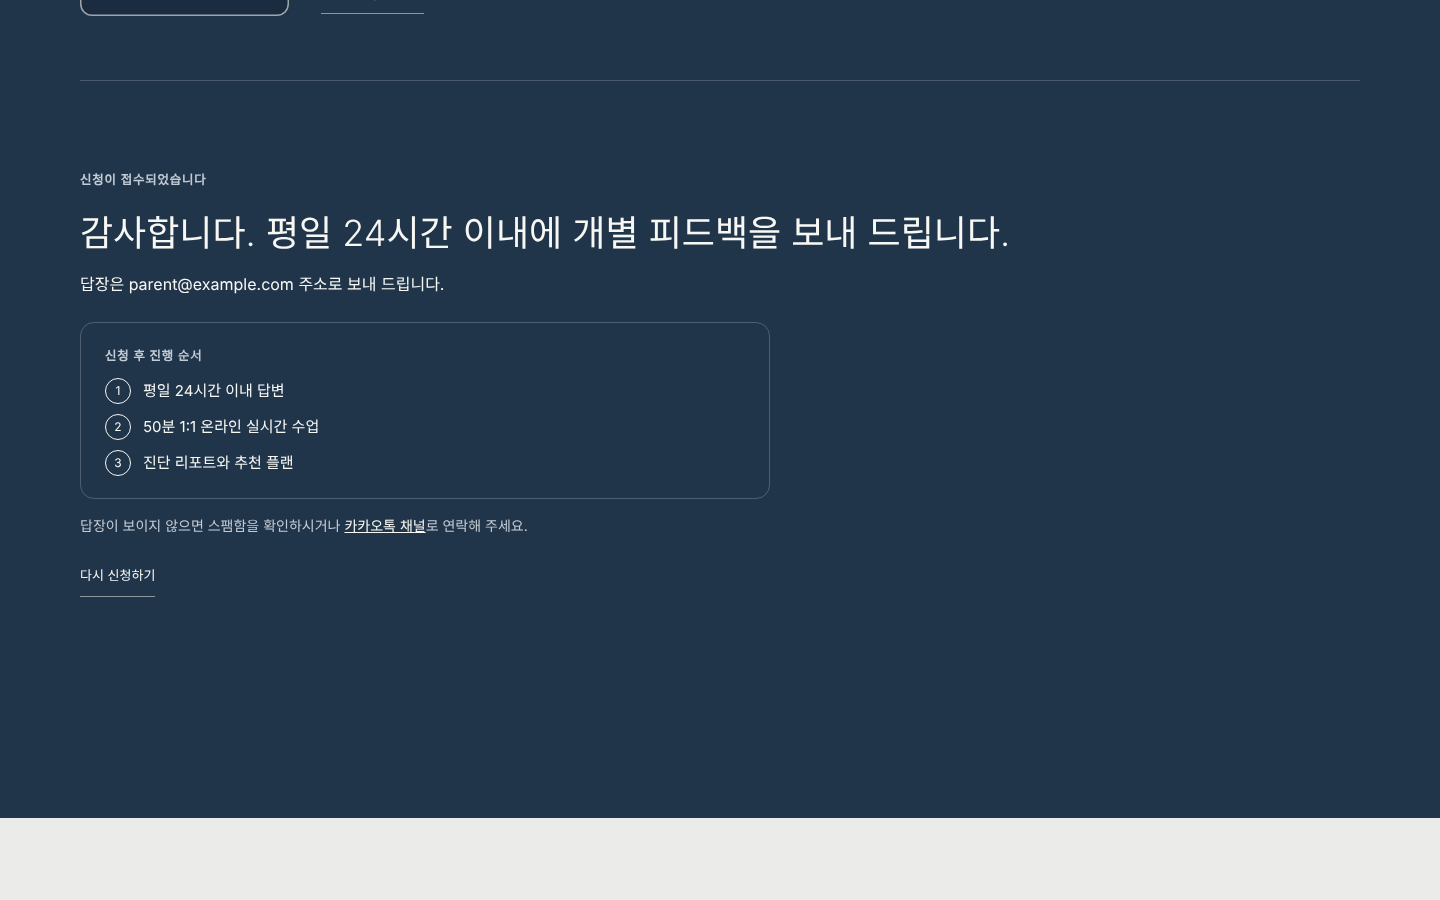 신청이 접수되었습니다
감사합니다. 평일 24시간 이내에 개별 피드백을 보내 드립니다.
답장은 parent@example.com 주소로 보내 드립니다.
신청 후 진행 순서
1 평일 24시간 이내 답변
2 50분 1:1 온라인 실시간 수업
3 진단 리포트와 추천 플랜
답장이 보이지 않으면 스팸함을 확인하시거나 카카오톡 채널로 연락해 주세요.
다시 신청하기